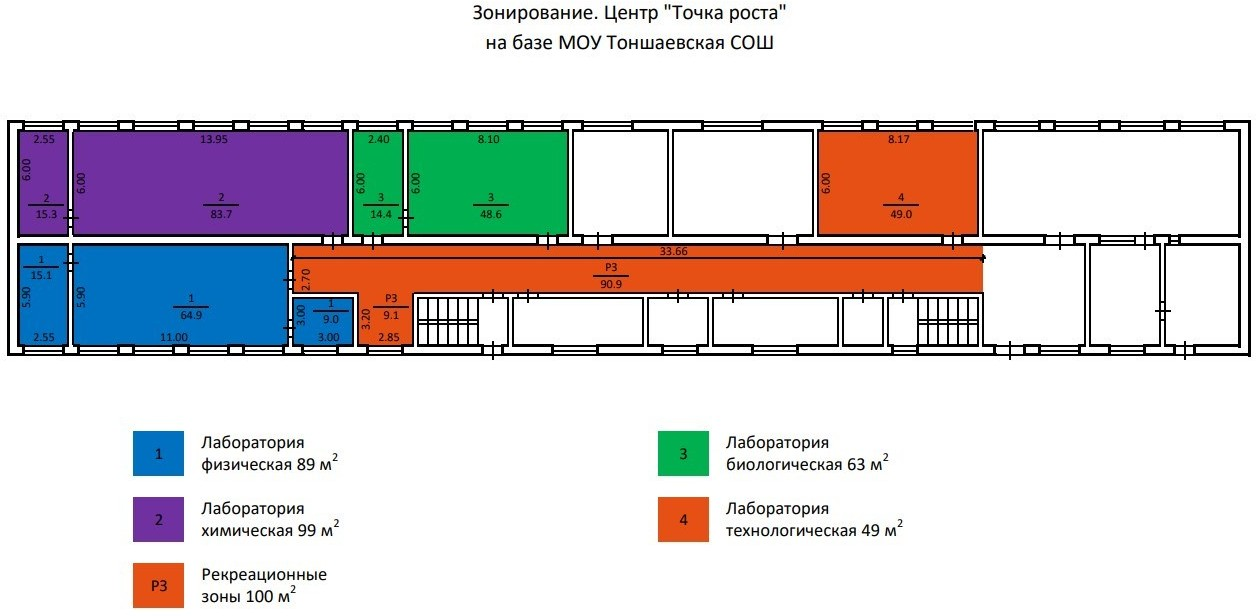 Зонирование. Центр "Точка роста"
на базе МОУ Тоншаевская СОШ
2.55
13.95
2.40
8.10
8.17
6.00
6.00
6.00
6.00
6.00
2
15.3
2
83.7
3
14.4
3
48.6
4
49.0
33.66
1
15.1
5.90
5.90
1
64.9
2.70
РЗ
90.9
3.00
1
9.0
3.20
РЗ
9.1
2.55
11.00
3.00
2.85
1
Лаборатория
физическая 89 м²
3
Лаборатория
биологическая 63 м²
2
Лаборатория
химическая 99 м²
4
Лаборатория
технологическая 49 м²
РЗ
Рекреационные
зоны 100 м²